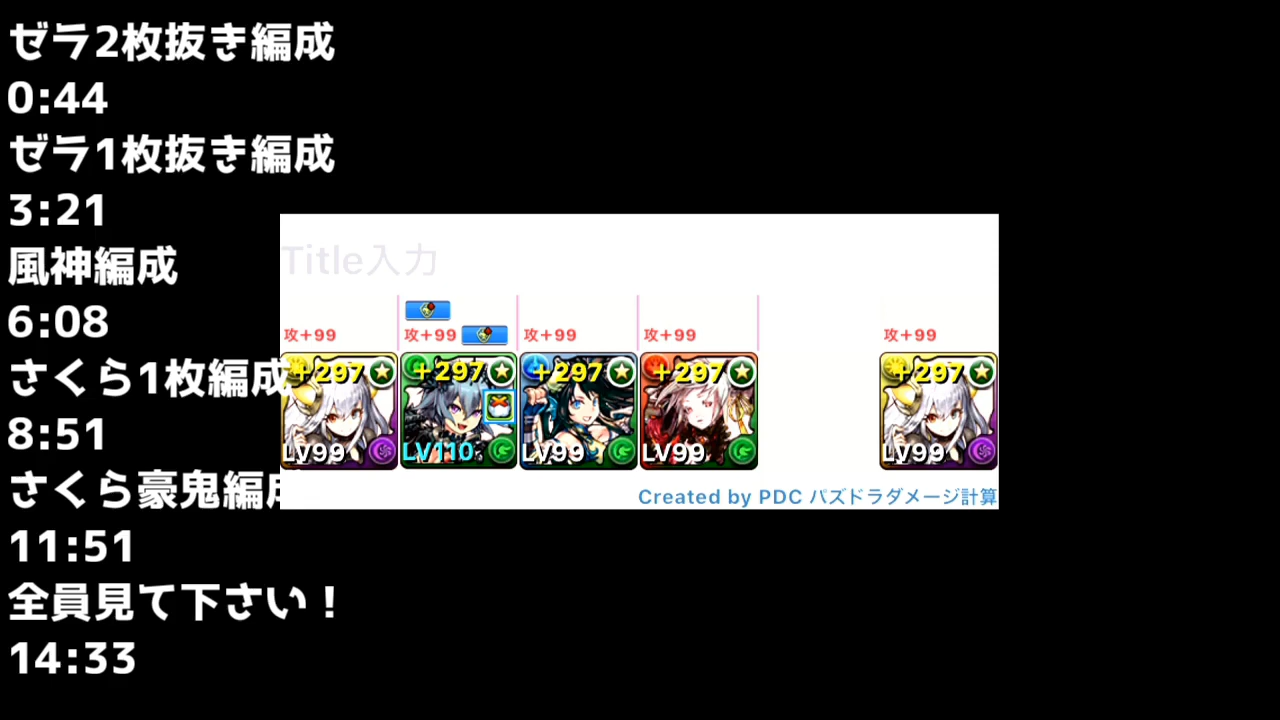 ゼラ2枚抜き編成
0:44
ゼラ1枚抜き編成
3:21
風神編成
6:08
さくら1枚編成
8:51
さくら豪鬼編成
11:51
全員見て下さい！
14:33
Title入力
攻+99 攻+99 攻+99 攻+99 攻+99
+297 +297 +297 +297 +297
LV99 LV110 LV99 LV99 LV99
Created by PDC パズドラダメージ計算